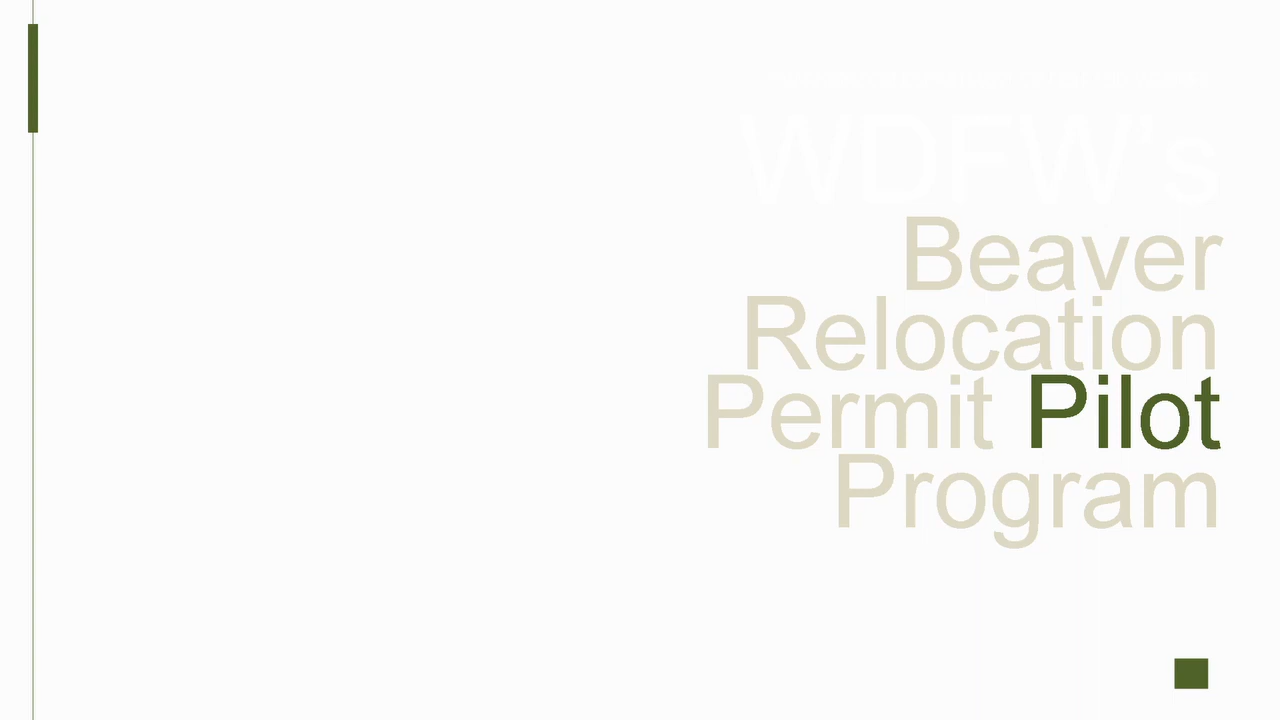 WDFW's
Beaver
Relocation
Permit Pilot
Program